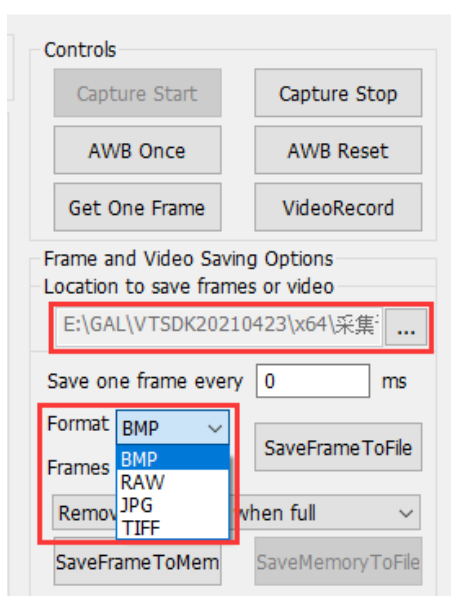 Controls
Capture Start Capture Stop
AWB Once AWB Reset
Get One Frame VideoRecord
Frame and Video Saving Options
Location to save frames or video
E:\GAL\VTSDK20210423\x64\采集 ...
Save one frame every 0 ms
Format BMP
SaveFrameToFile
Frames BMP
RAW
JPG
TIFF
when full
SaveFrameToMem SaveMemoryToFile